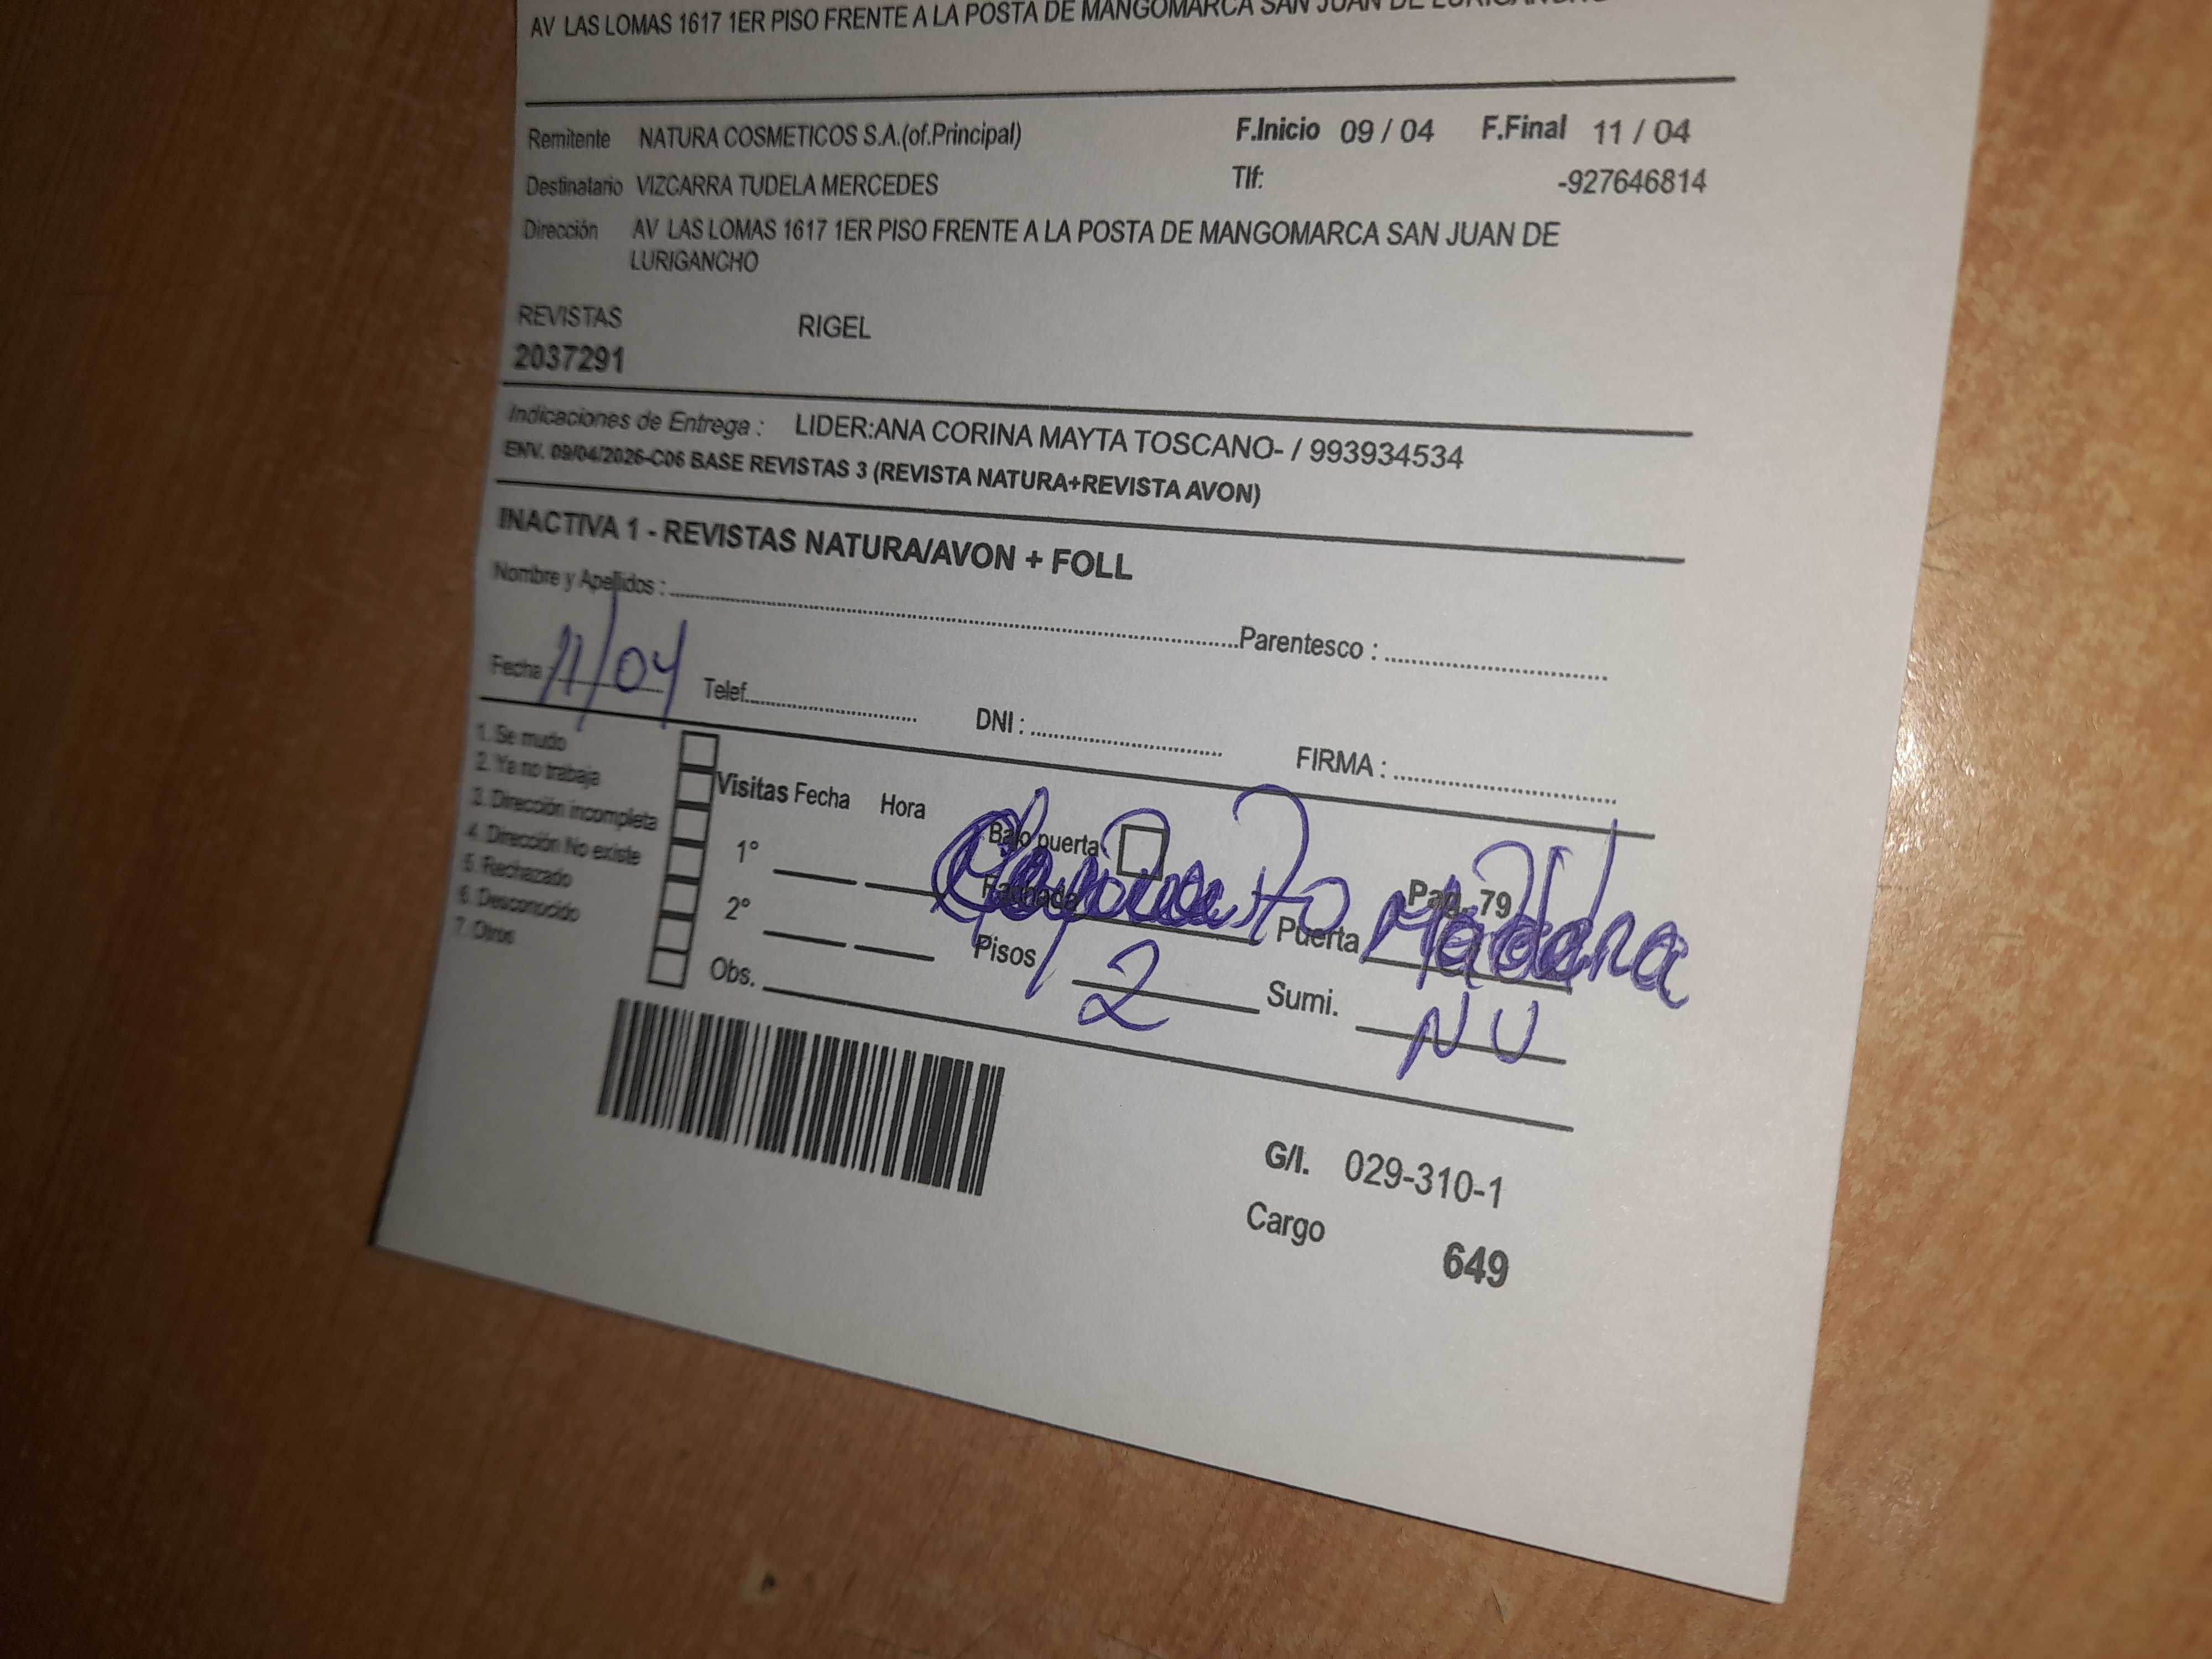 AV LAS LOMAS 1617 1ER PISO FRENTE A LA POSTA DE MANGOMARCA SAN JUAN DE LURIGANCHO
Remitente NATURA COSMETICOS S.A.(of.Principal) F.Inicio 09 / 04 F.Final 11 / 04
Destinatario VIZCARRA TUDELA MERCEDES Tlf: -927646814
Dirección AV LAS LOMAS 1617 1ER PISO FRENTE A LA POSTA DE MANGOMARCA SAN JUAN DE
LURIGANCHO
REVISTAS RIGEL
2037291
Indicaciones de Entrega : LIDER:ANA CORINA MAYTA TOSCANO- / 993934534
ENV. 09/04/2026-C06 BASE REVISTAS 3 (REVISTA NATURA+REVISTA AVON)
INACTIVA 1 - REVISTAS NATURA/AVON + FOLL
Nombre y Apellidos : Parentesco :
Fecha 11/04 Telef. DNI : FIRMA :
1. Se mudo
2. Ya no trabaja
3. Dirección incompleta
4. Dirección No existe
5. Rechazado
6. Desconocido
7. Otros
Visitas Fecha Hora Bajo puerta Pag. 79
1° Fachada Puerta Madera
2° Pisos 2 Sumi. NU
Obs.
G/I. 029-310-1
Cargo 649